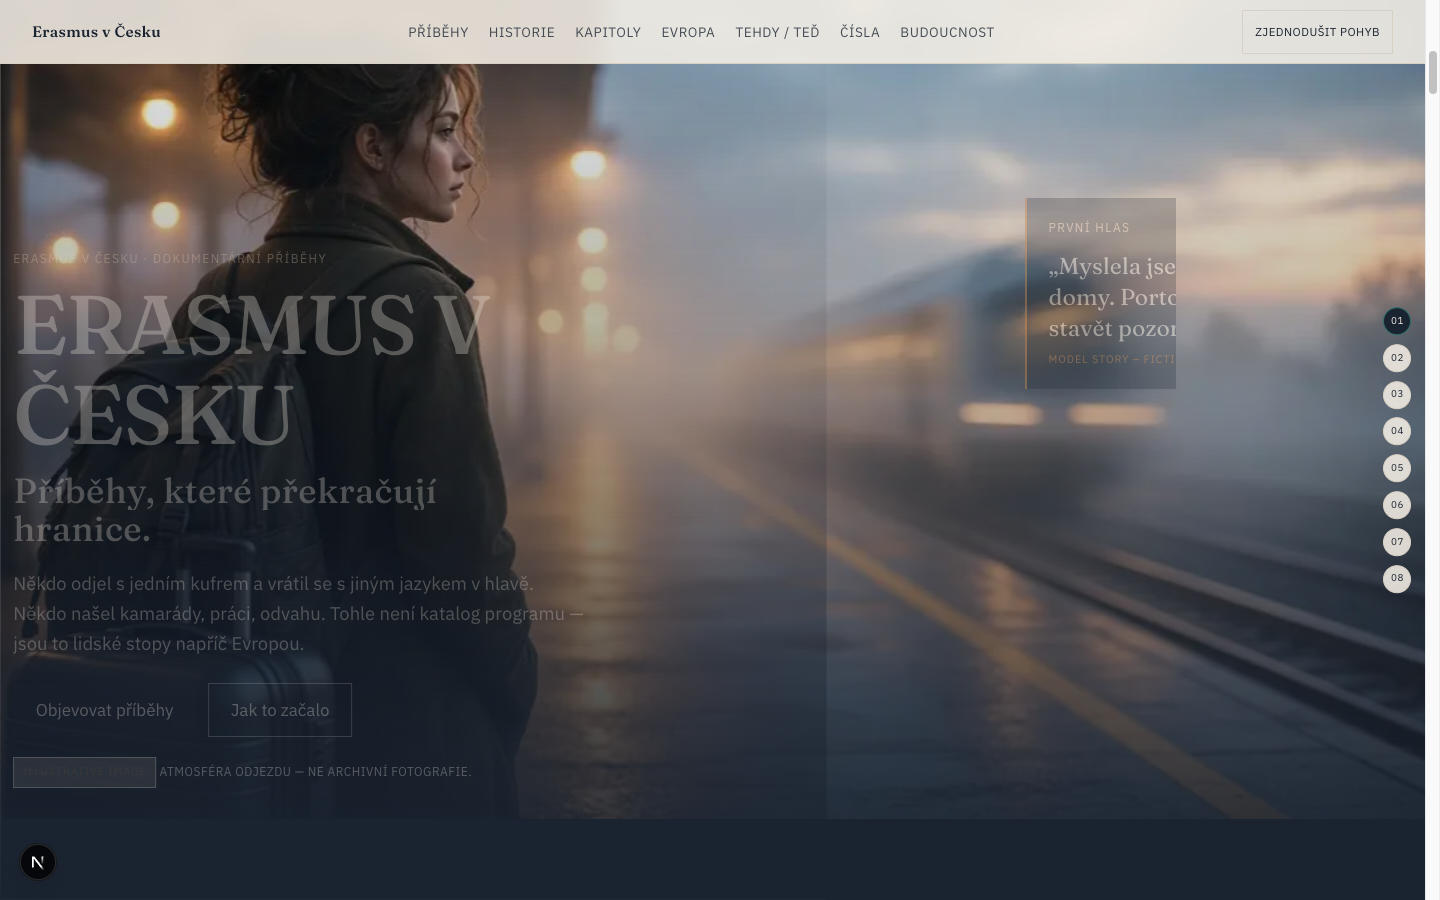 Erasmus v Česku
PŘÍBĚHY HISTORIE KAPITOLY EVROPA TEHDY / TEĎ ČÍSLA BUDOUCNOST
ZJEDNODUŠIT POHYB
ERASMUS V ČESKU · DOKUMENTÁRNÍ PŘÍBĚHY
ERASMUS V
ČESKU
Příběhy, které překračují
hranice.
Někdo odjel s jedním kufrem a vrátil se s jiným jazykem v hlavě.
Někdo našel kamarády, práci, odvahu. Tohle není katalog programu —
jsou to lidské stopy napříč Evropou.
Objevovat příběhy
Jak to začalo
ILLUSTRATIVE IMAGE ATMOSFÉRA ODJEZDU — NE ARCHIVNÍ FOTOGRAFIE.
PRVNÍ HLAS
„Myslela jse
domy. Porto
stavět pozor
MODEL STORY – FICTI
01
02
03
04
05
06
07
08
N